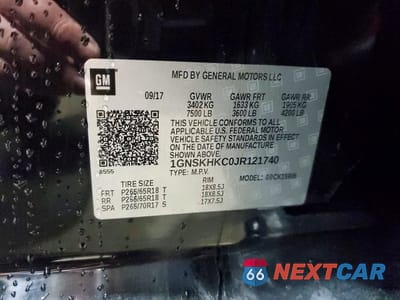 GM
MFD BY GENERAL MOTORS LLC
09/17 GVWR GAWR FRT GAWR RR
3402 KG 1633 KG 1905 KG
7500 LB 3600 LB 4200 LB
THIS VEHICLE CONFORMS TO ALL
APPLICABLE U.S. FEDERAL MOTOR
VEHICLE SAFETY STANDARDS IN EFFECT
ON THE DATE OF MANUFACTURE
SHOWN ABOVE.
1GNSKHKC0JR121740
TYPE: M.P.V. MODEL:
RIM
FRT P265/65R18 T 18X8.5J
RR P265/65R18 T 18X8.5J
SPA P265/70R17 S 17X7.5J
66 NEXTCAR